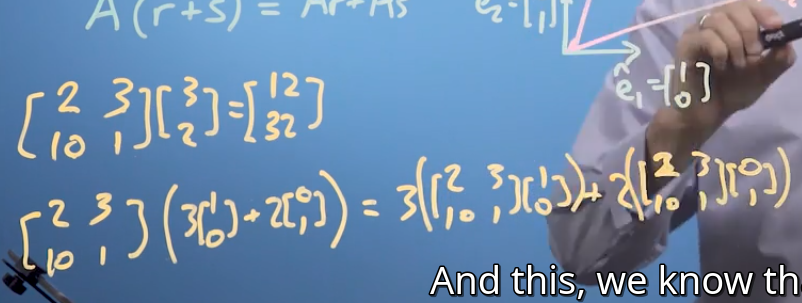 A(r+s) = Ar+As
e₂=[0 1]
ê₁=[1 0]
[2 3; 10 1][3 2]=[12 32]
[2 3; 10 1](3[1 0]+2[0 1]) = 3([2 3; 10 1][1 0])+2([2 3; 10 1][0 1])
And this, we know th